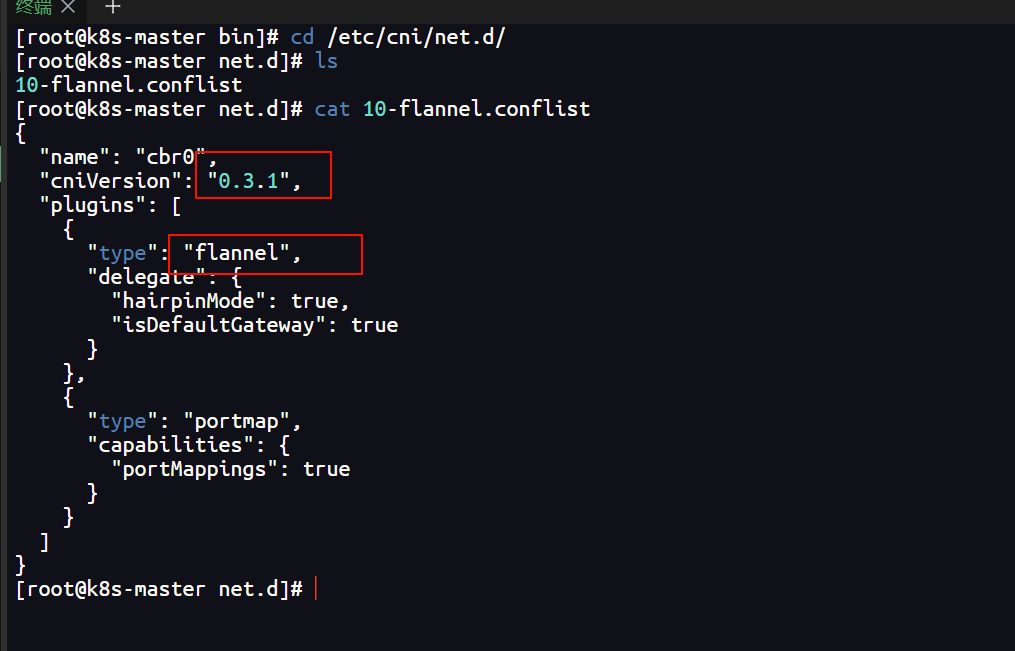 终端
[root@k8s-master bin]# cd /etc/cni/net.d/
[root@k8s-master net.d]# ls
10-flannel.conflist
[root@k8s-master net.d]# cat 10-flannel.conflist
{
  "name": "cbr0",
  "cniVersion": "0.3.1",
  "plugins": [
    {
      "type": "flannel",
      "delegate": {
        "hairpinMode": true,
        "isDefaultGateway": true
      }
    },
    {
      "type": "portmap",
      "capabilities": {
        "portMappings": true
      }
    }
  ]
}
[root@k8s-master net.d]#